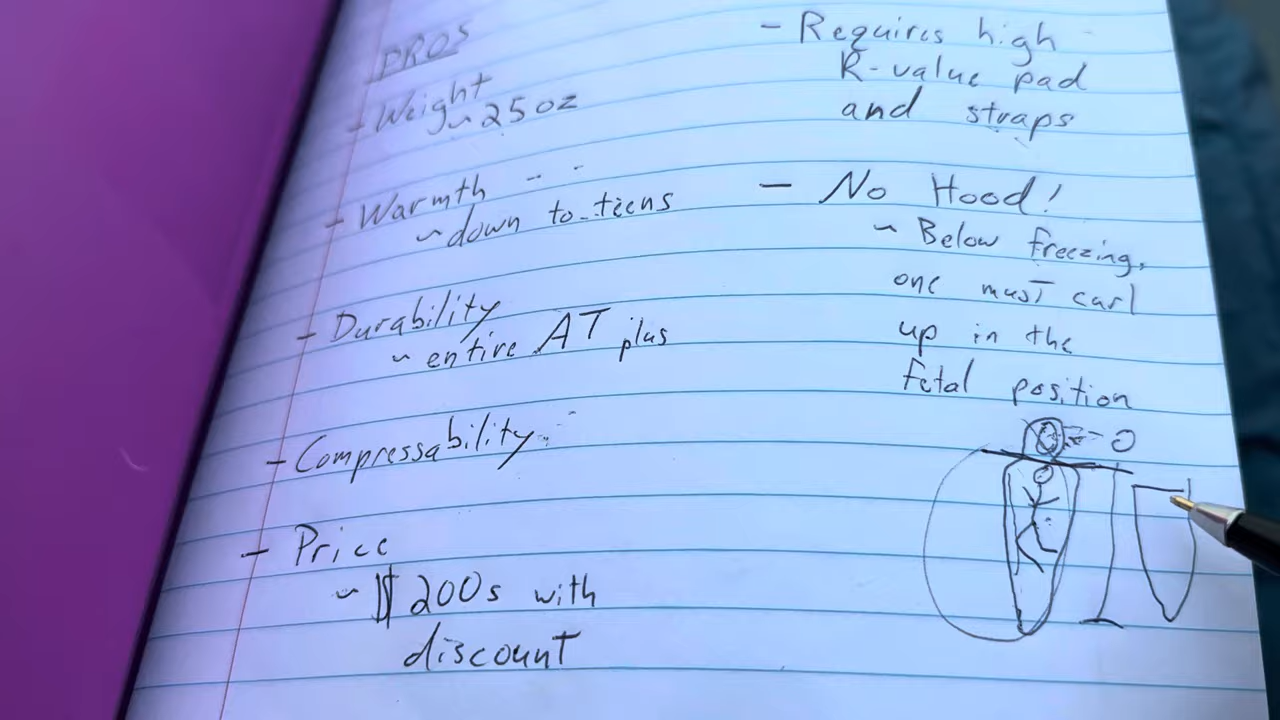 PROS
- Weight
~25oz
- Warmth
~down to teens
- Durability
~ entire AT plus
- Compressability
- Price
~ $200s with
discount
- Requires high
R-value pad
and straps
- No Hood!
~ Below freezing,
one must curl
up in the
fetal position